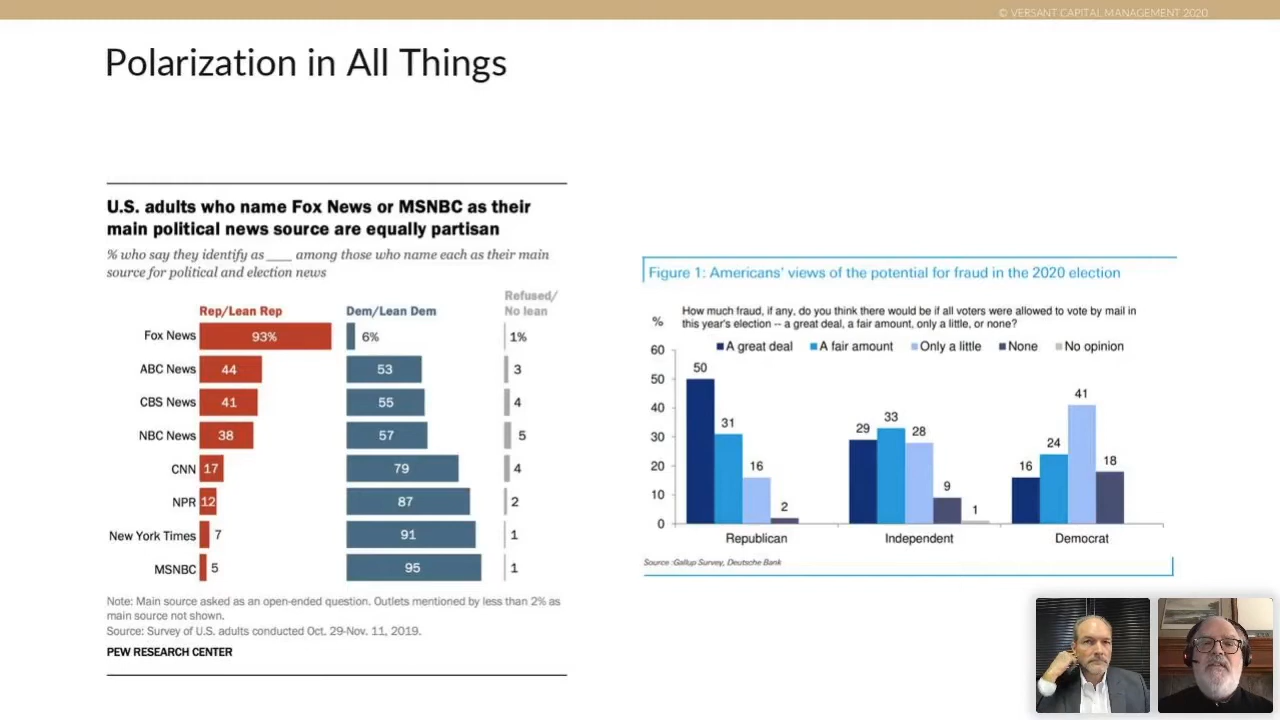 © VERSANT CAPITAL MANAGEMENT 2020
Polarization in All Things
U.S. adults who name Fox News or MSNBC as their
main political news source are equally partisan
% who say they identify as ___ among those who name each as their main
source for political and election news
Refused/
Rep/Lean Rep Dem/Lean Dem No lean
Fox News 93% 6% 1%
ABC News 44 53 3
CBS News 41 55 4
NBC News 38 57 5
CNN 17 79 4
NPR 12 87 2
New York Times 7 91 1
MSNBC 5 95 1
Note: Main source asked as an open-ended question. Outlets mentioned by less than 2% as
main source not shown.
Source: Survey of U.S. adults conducted Oct. 29-Nov. 11, 2019.
PEW RESEARCH CENTER
Figure 1: Americans' views of the potential for fraud in the 2020 election
How much fraud, if any, do you think there would be if all voters were allowed to vote by mail in
% this year's election -- a great deal, a fair amount, only a little, or none?
A great deal A fair amount Only a little None No opinion
60
50
40
30
20
10
0
50 31 16 2
29 33 28 9 1
16 24 41 18
Republican Independent Democrat
Source :Gallup Survey, Deutsche Bank